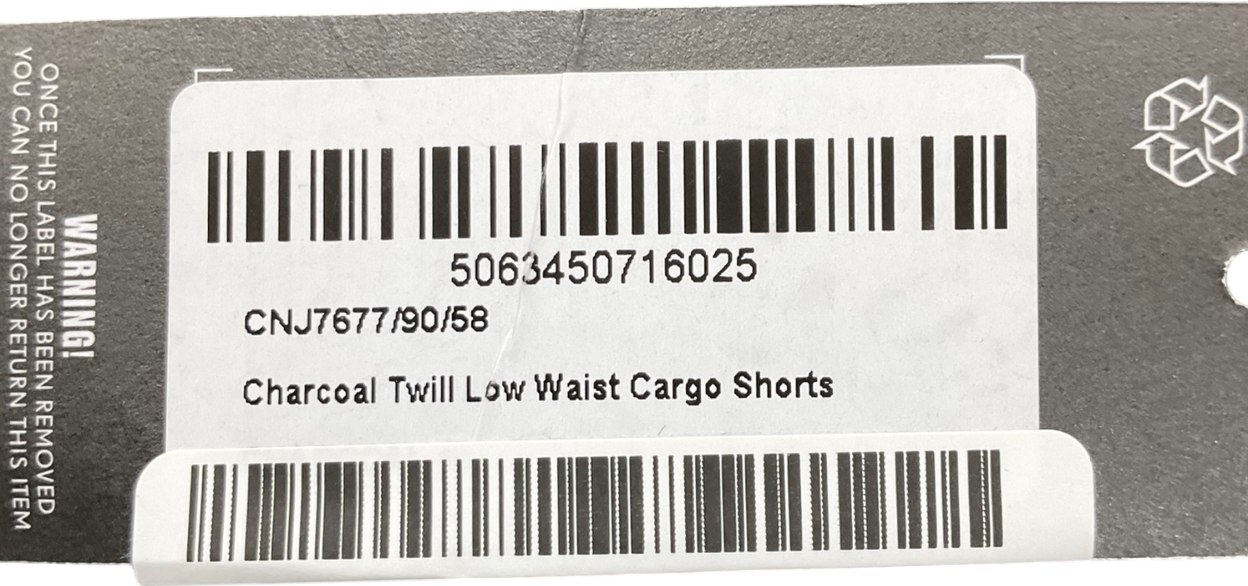 5063450716025
CNJ7677/90/58
Charcoal Twill Low Waist Cargo Shorts
WARNING!
ONCE THIS LABEL HAS BEEN REMOVED
YOU CAN NO LONGER RETURN THIS ITEM